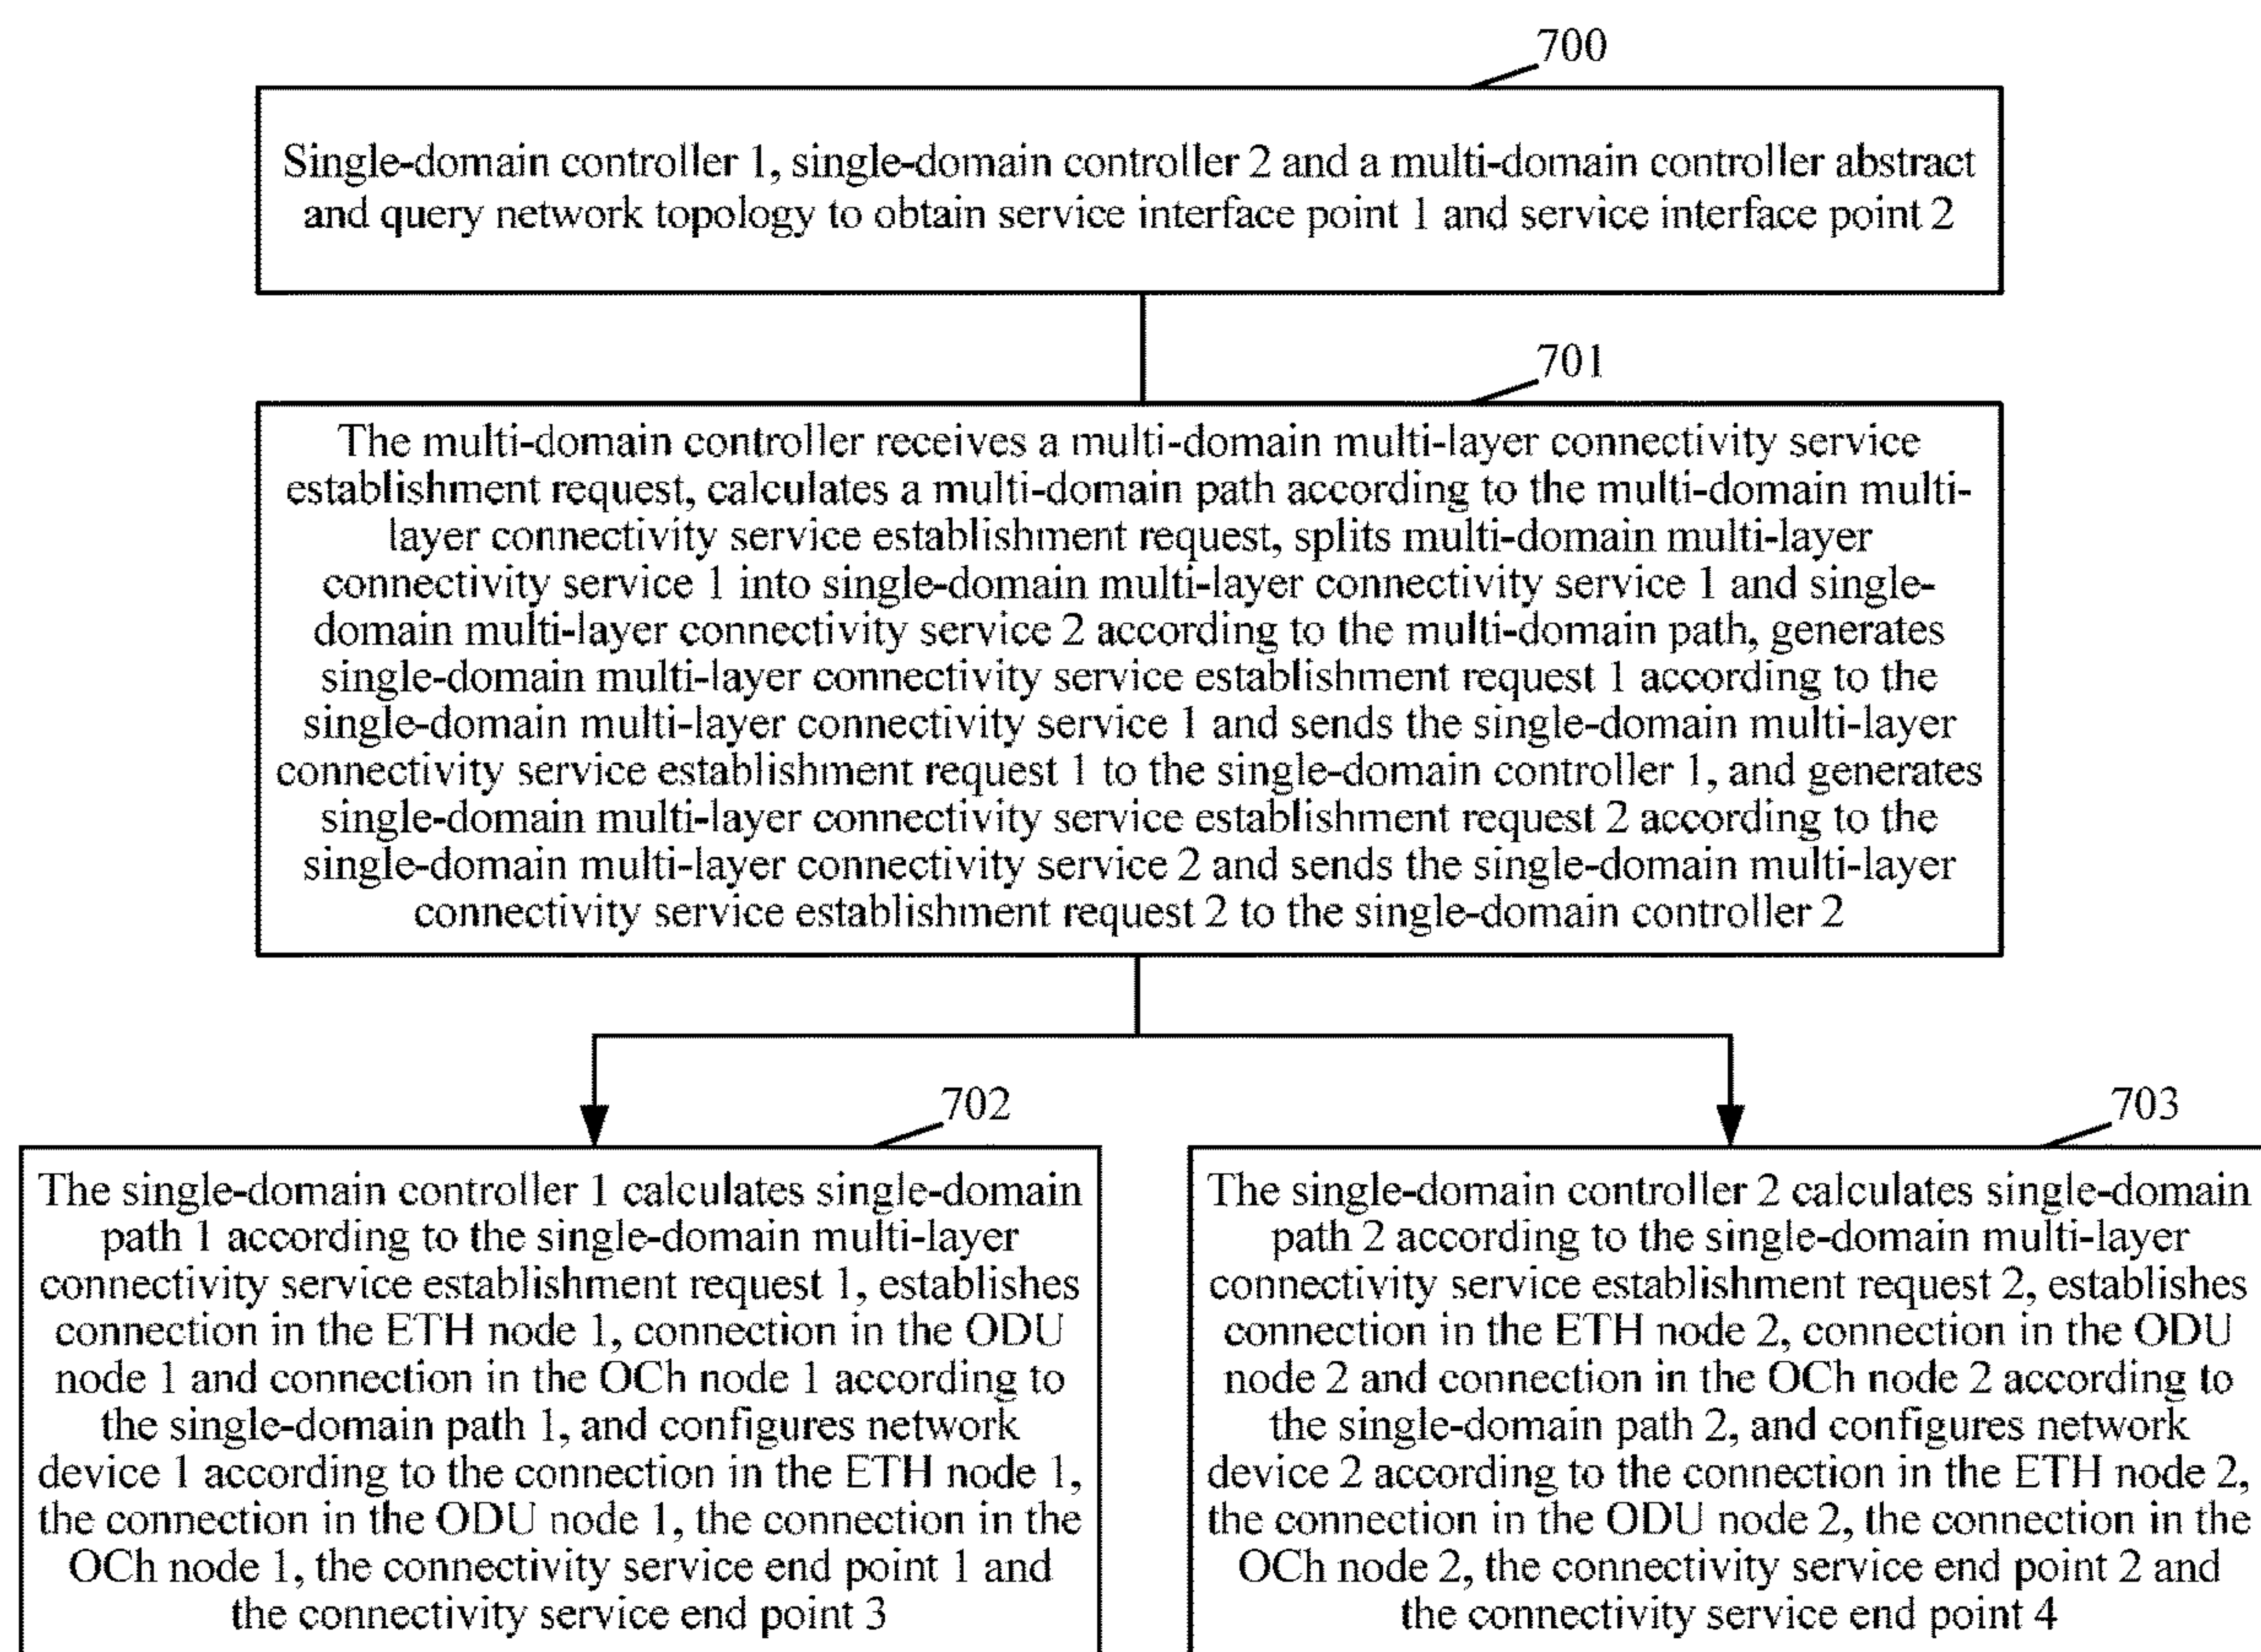 700
Single-domain controller 1, single-domain controller 2 and a multi-domain controller abstract
and query network topology to obtain service interface point 1 and service interface point 2
701
The multi-domain controller receives a multi-domain multi-layer connectivity service
establishment request, calculates a multi-domain path according to the multi-domain multi-
layer connectivity service establishment request, splits multi-domain multi-layer
connectivity service 1 into single-domain multi-layer connectivity service 1 and single-
domain multi-layer connectivity service 2 according to the multi-domain path, generates
single-domain multi-layer connectivity service establishment request 1 according to the
single-domain multi-layer connectivity service 1 and sends the single-domain multi-layer
connectivity service establishment request 1 to the single-domain controller 1, and generates
single-domain multi-layer connectivity service establishment request 2 according to the
single-domain multi-layer connectivity service 2 and sends the single-domain multi-layer
connectivity service establishment request 2 to the single-domain controller 2
702
The single-domain controller 1 calculates single-domain
path 1 according to the single-domain multi-layer
connectivity service establishment request 1, establishes
connection in the ETH node 1, connection in the ODU
node 1 and connection in the OCh node 1 according to
the single-domain path 1, and configures network
device 1 according to the connection in the ETH node 1,
the connection in the ODU node 1, the connection in the
OCh node 1, the connectivity service end point 1 and
the connectivity service end point 3
703
The single-domain controller 2 calculates single-domain
path 2 according to the single-domain multi-layer
connectivity service establishment request 2, establishes
connection in the ETH node 2, connection in the ODU
node 2 and connection in the OCh node 2 according to
the single-domain path 2, and configures network
device 2 according to the connection in the ETH node 2,
the connection in the ODU node 2, the connection in the
OCh node 2, the connectivity service end point 2 and
the connectivity service end point 4